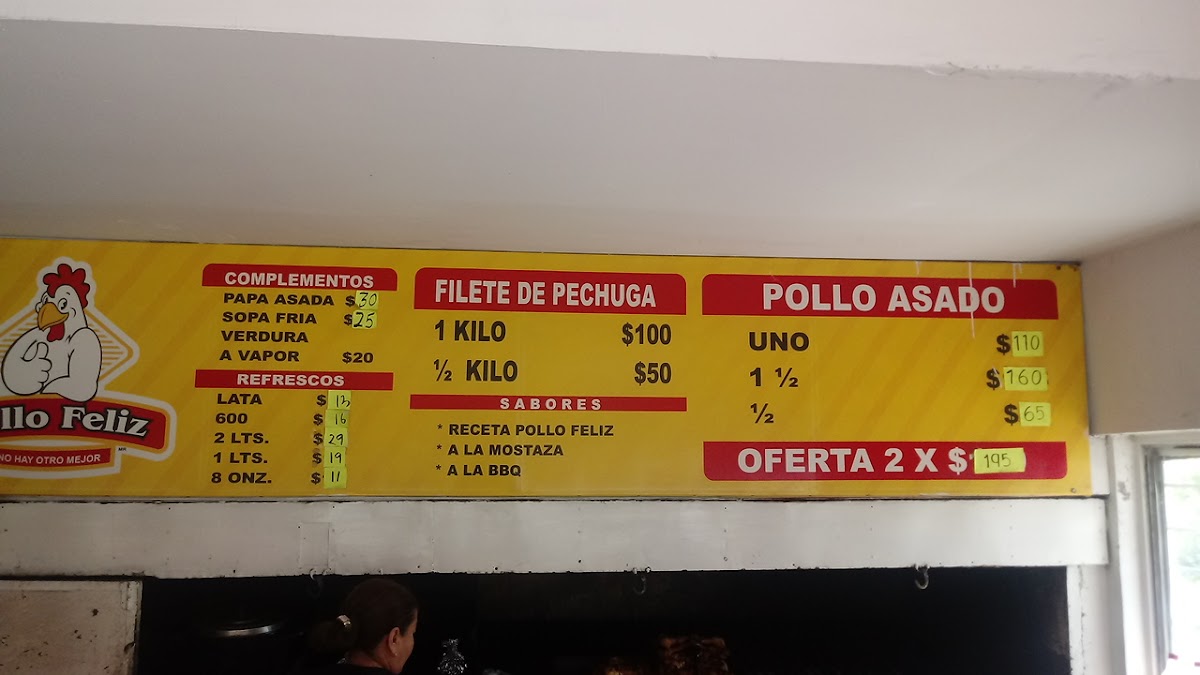 llo Feliz
NO HAY OTRO MEJOR
MR
COMPLEMENTOS
PAPA ASADA $30
SOPA FRIA $25
VERDURA
A VAPOR $20
REFRESCOS
LATA $13
600 $16
2 LTS. $29
1 LTS. $19
8 ONZ. $11
FILETE DE PECHUGA
1 KILO $100
½ KILO $50
SABORES
* RECETA POLLO FELIZ
* A LA MOSTAZA
* A LA BBQ
POLLO ASADO
UNO $110
1 ½ $160
½ $65
OFERTA 2 X $195